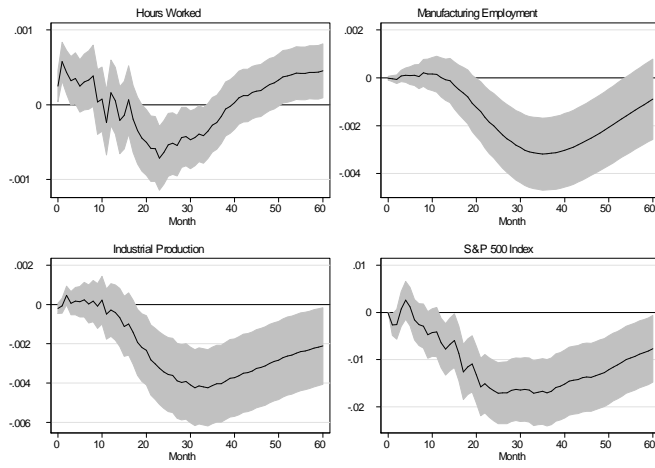 Hours Worked
.001
0
-.001
0 10 20 30 40 50 60
Month
Manufacturing Employment
.002
0
-.002
-.004
0 10 20 30 40 50 60
Month
Industrial Production
.002
0
-.002
-.004
-.006
0 10 20 30 40 50 60
Month
S&P 500 Index
.01
0
-.01
-.02
0 10 20 30 40 50 60
Month